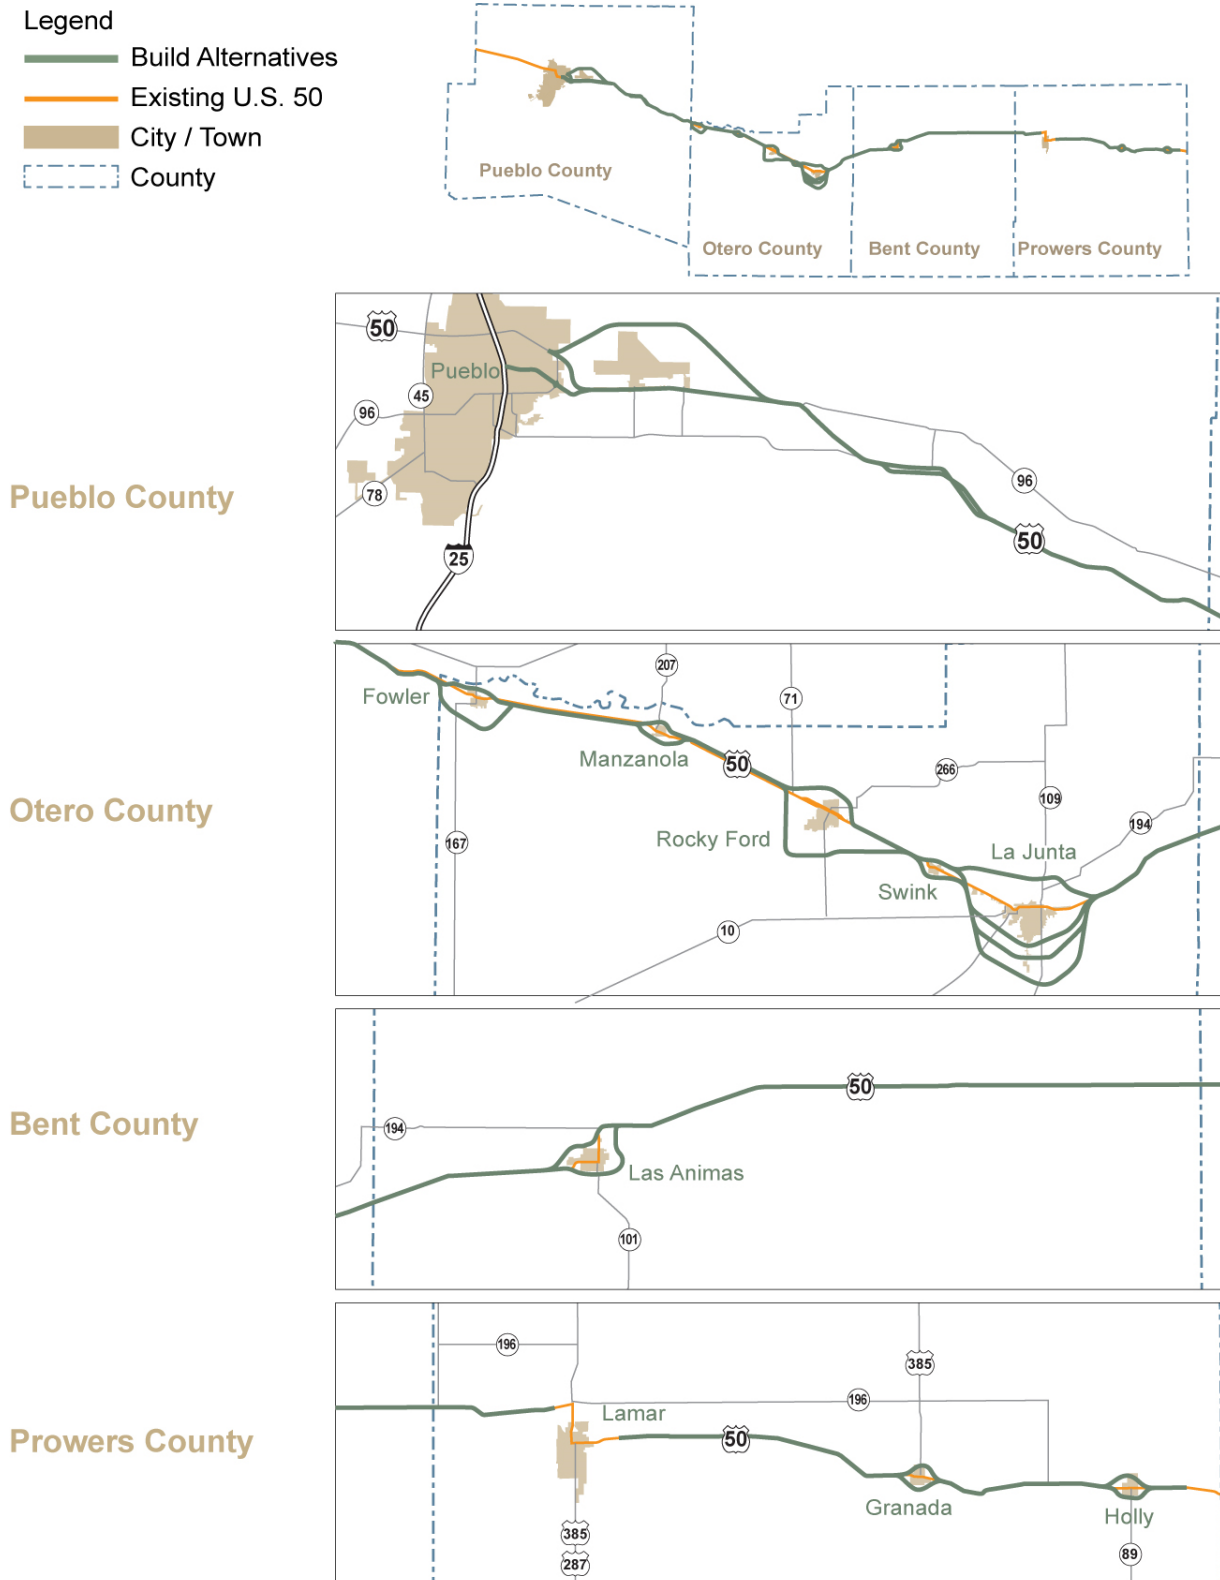 Legend
Build Alternatives
Existing U.S. 50
City / Town
County
Pueblo County
Otero County
Bent County
Prowers County
Pueblo County
50
Pueblo
45
96
78
25
96
50
Otero County
Fowler
207
71
Manzanola
50
266
109
194
167
Rocky Ford
La Junta
Swink
10
Bent County
50
194
Las Animas
101
Prowers County
196
385
196
Lamar
50
Granada
Holly
385
287
89